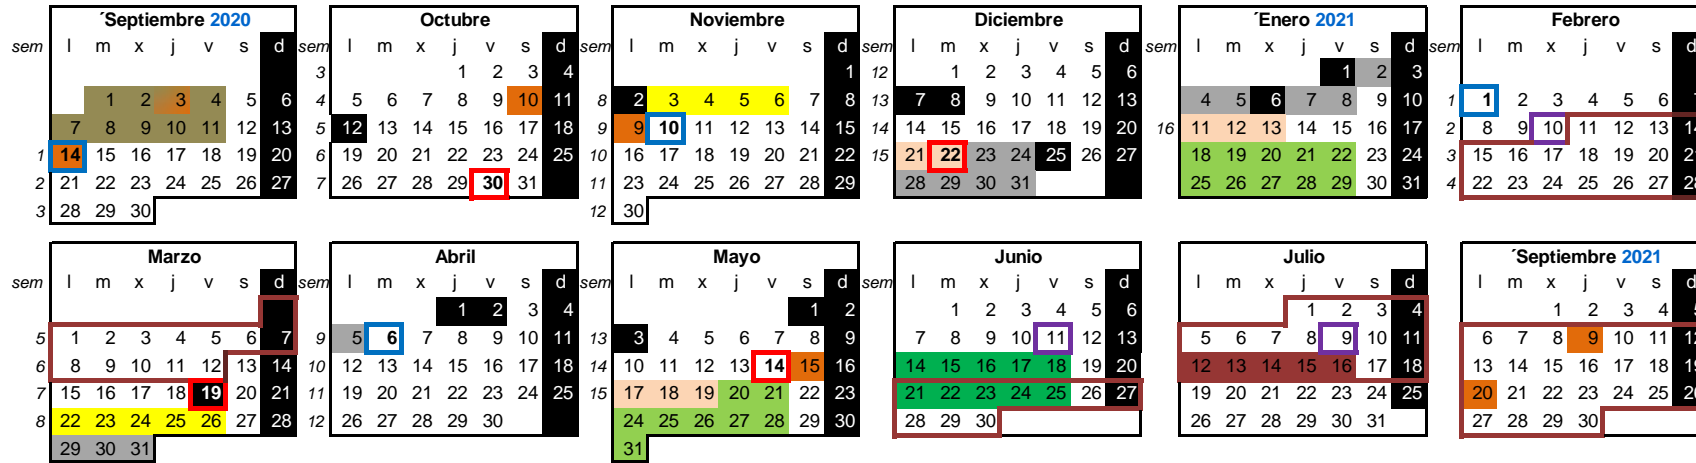 ´Septiembre 2020 Octubre Noviembre Diciembre ´Enero 2021 Febrero
sem l m x j v s d sem l m x j v s d sem l m x j v s d sem l m x j v s d sem l m x j v s d sem l m x j v s d
3 1 2 3 4 1 12 1 2 3 4 5 6 1 2 3
1 2 3 4 5 6 4 5 6 7 8 9 10 11 8 2 3 4 5 6 7 8 13 7 8 9 10 11 12 13 4 5 6 7 8 9 10 1 1 2 3 4 5 6 7
7 8 9 10 11 12 13 5 12 13 14 15 16 17 18 9 9 10 11 12 13 14 15 14 14 15 16 17 18 19 20 16 11 12 13 14 15 16 17 2 8 9 10 11 12 13 14
1 14 15 16 17 18 19 20 6 19 20 21 22 23 24 25 10 16 17 18 19 20 21 22 15 21 22 23 24 25 26 27 18 19 20 21 22 23 24 3 15 16 17 18 19 20 21
2 21 22 23 24 25 26 27 7 26 27 28 29 30 31 11 23 24 25 26 27 28 29 28 29 30 31 25 26 27 28 29 30 31 4 22 23 24 25 26 27 28
3 28 29 30 12 30
Marzo Abril Mayo Junio Julio ´Septiembre 2021
sem l m x j v s d sem l m x j v s d sem l m x j v s d sem l m x j v s d l m x j v s d l m x j v s d
1 2 3 4 1 2 1 2 3 4 5 6 1 2 3 4 1 2 3 4 5
5 1 2 3 4 5 6 7 9 5 6 7 8 9 10 11 13 3 4 5 6 7 8 9 7 8 9 10 11 12 13 5 6 7 8 9 10 11 6 7 8 9 10 11 12
6 8 9 10 11 12 13 14 10 12 13 14 15 16 17 18 14 10 11 12 13 14 15 16 14 15 16 17 18 19 20 12 13 14 15 16 17 18 13 14 15 16 17 18 19
7 15 16 17 18 19 20 21 11 19 20 21 22 23 24 25 15 17 18 19 20 21 22 23 21 22 23 24 25 26 27 19 20 21 22 23 24 25 20 21 22 23 24 25 26
8 22 23 24 25 26 27 28 12 26 27 28 29 30 24 25 26 27 28 29 30 28 29 30 26 27 28 29 30 31 27 28 29 30
29 30 31 31